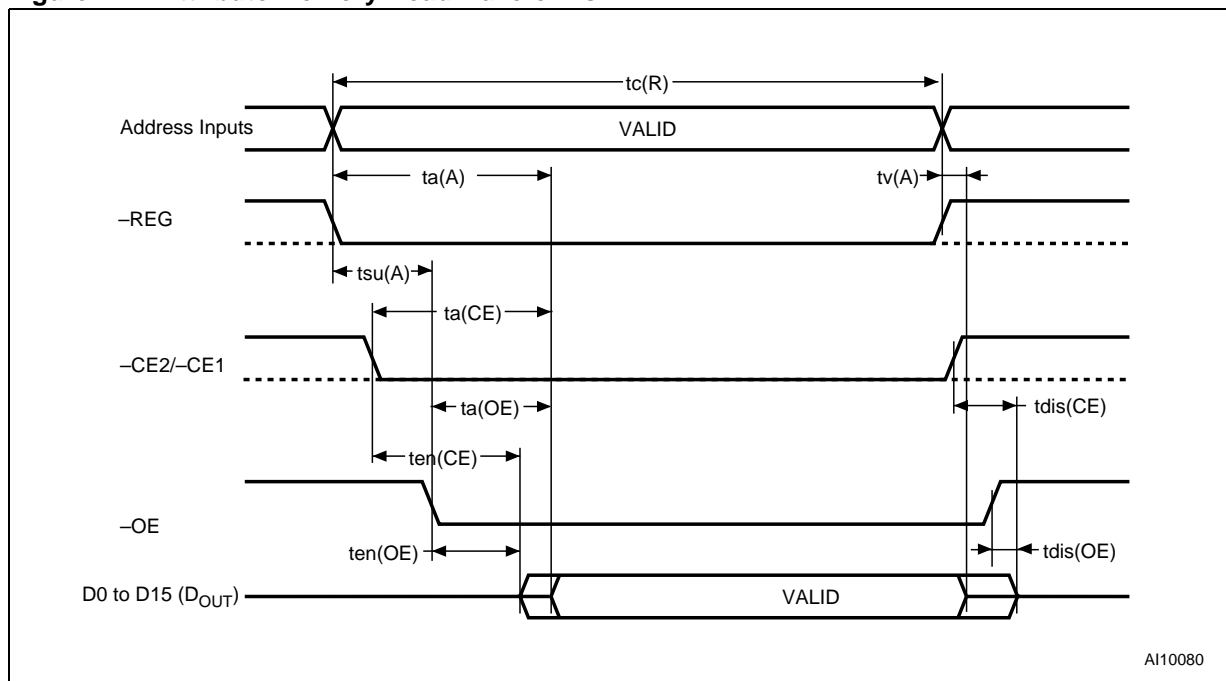 tc(R)
Address Inputs
VALID
ta(A)
tv(A)
–REG
tsu(A)
ta(CE)
–CE2/–CE1
ta(OE)
tdis(CE)
ten(CE)
–OE
ten(OE)
tdis(OE)
D0 to D15 (DOUT)
VALID
AI10080